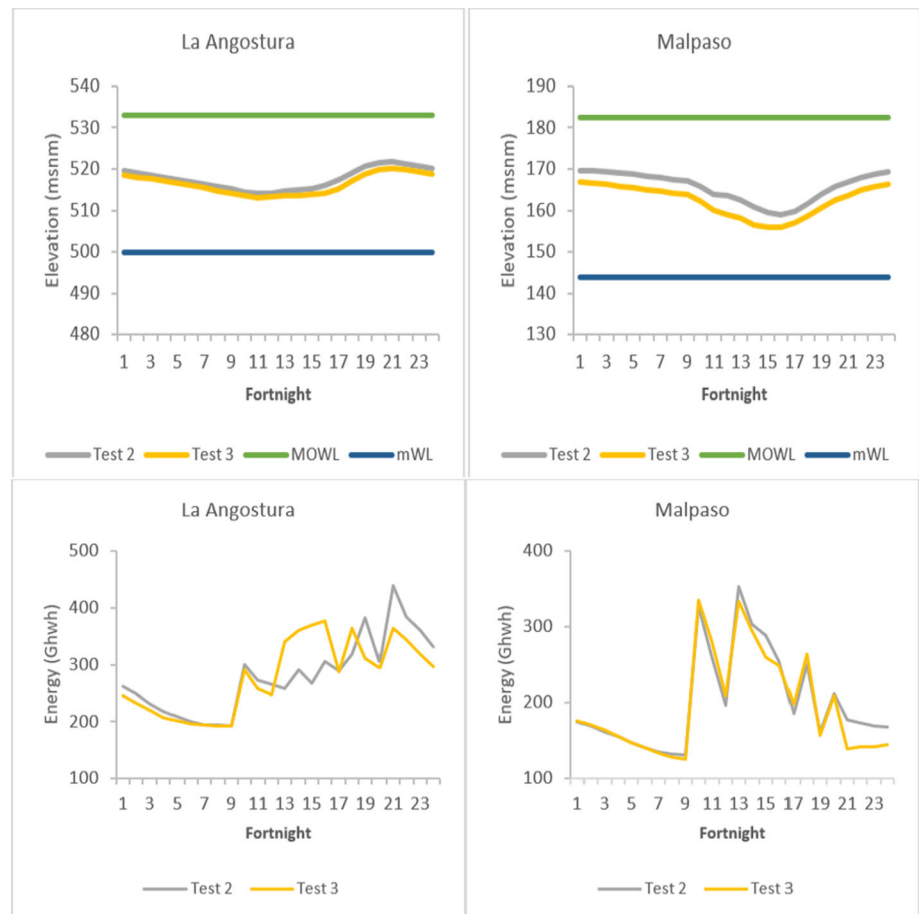 La Angostura
540
530
520
510
500
490
480
Elevation (msnm)
1 3 5 7 9 11 13 15 17 19 21 23
Fortnight
Test 2 Test 3 MOWL mWL
Malpaso
190
180
170
160
150
140
130
Elevation (msnm)
1 3 5 7 9 11 13 15 17 19 21 23
Fortnight
Test 2 Test 3 MOWL mWL
La Angostura
500
400
300
200
100
Energy (Ghwh)
1 3 5 7 9 11 13 15 17 19 21 23
Fortnight
Test 2 Test 3
Malpaso
400
300
200
100
Energy (Ghwh)
1 3 5 7 9 11 13 15 17 19 21 23
Fortnight
Test 2 Test 3